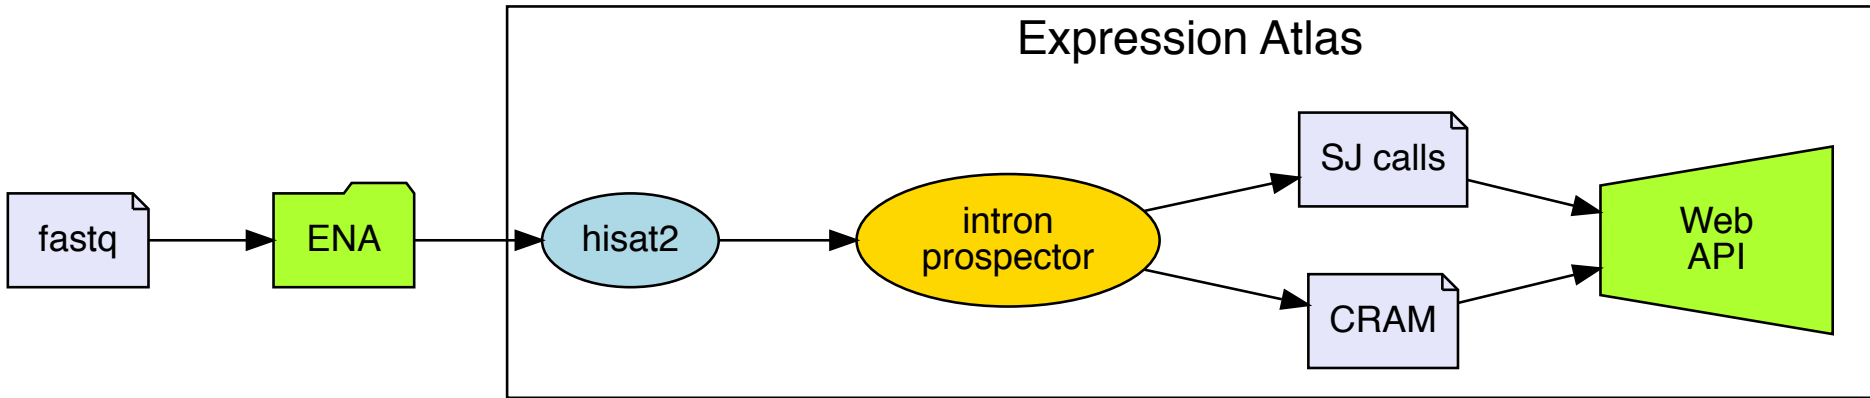 Expression Atlas
fastq
ENA
hisat2
intron
prospector
SJ calls
CRAM
Web
API